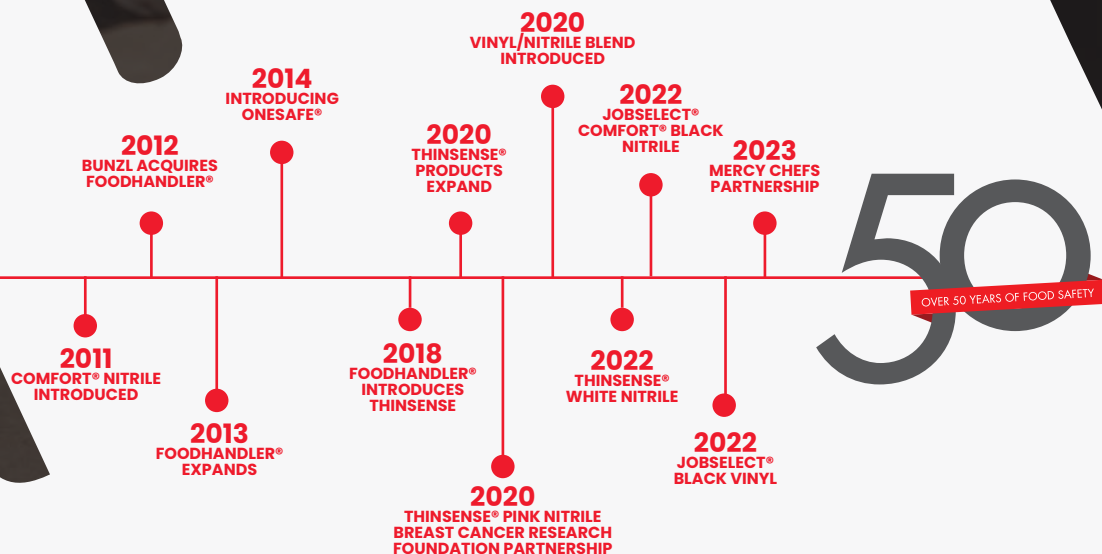 2011
COMFORT® NITRILE
INTRODUCED
2012
BUNZL ACQUIRES
FOODHANDLER®
2013
FOODHANDLER®
EXPANDS
2014
INTRODUCING
ONESAFE®
2018
FOODHANDLER®
INTRODUCES
THINSENSE
2020
THINSENSE®
PRODUCTS
EXPAND
2020
THINSENSE® PINK NITRILE
BREAST CANCER RESEARCH
FOUNDATION PARTNERSHIP
2020
VINYL/NITRILE BLEND
INTRODUCED
2022
THINSENSE®
WHITE NITRILE
2022
JOBSELECT®
COMFORT® BLACK
NITRILE
2022
JOBSELECT®
BLACK VINYL
2023
MERCY CHEFS
PARTNERSHIP
50
OVER 50 YEARS OF FOOD SAFETY